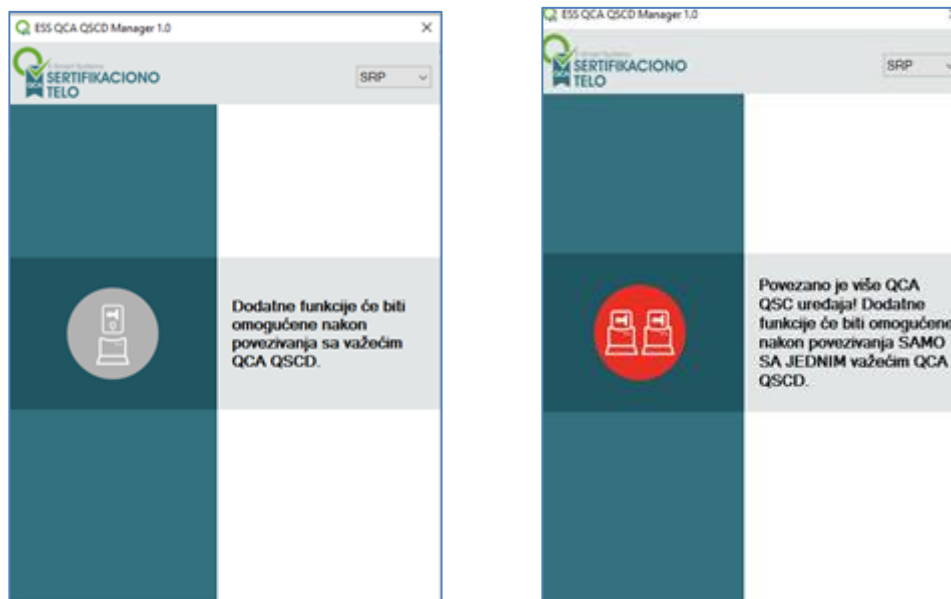 ESS QCA QSCD Manager 1.0
SERTIFIKACIONO
TELO
SRP
Dodatne funkcije će biti
omogućene nakon
povezivanja sa važećim
QCA QSCD.
ESS QCA QSCD Manager 1.0
SERTIFIKACIONO
TELO
SRP
Povezano je više QCA
QSC uređaja! Dodatne
funkcije će biti omogućene
nakon povezivanja SAMO
SA JEDNIM važećim QCA
QSCD.